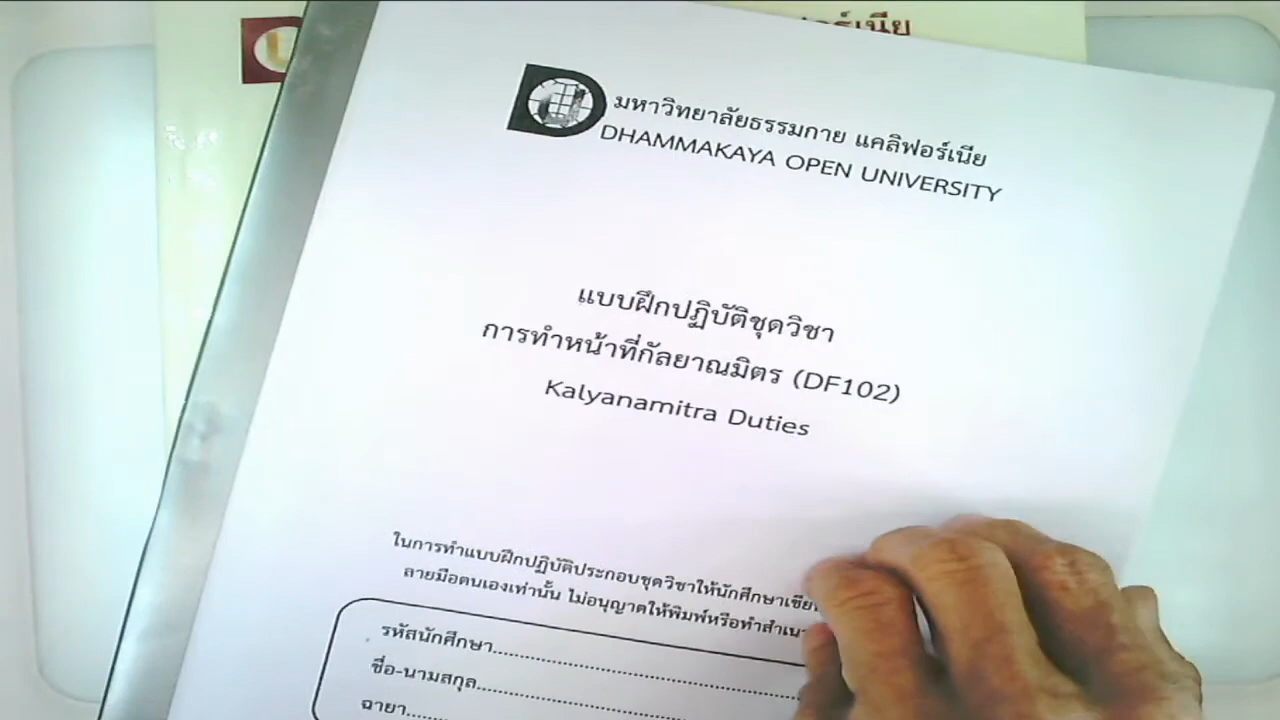 มหาวิทยาลัยธรรมกาย แคลิฟอร์เนีย
DHAMMAKAYA OPEN UNIVERSITY
แบบฝึกปฏิบัติชุดวิชา
การทำหน้าที่กัลยาณมิตร (DF102)
Kalyanamitra Duties
ในการทำแบบฝึกปฏิบัติประกอบชุดวิชาให้นักศึกษา
ลายมือตนเองเท่านั้น ไม่อนุญาตให้พิมพ์หรือทำสำเนา
รหัสนักศึกษา
ชื่อ-นามสกุล
ฉายา